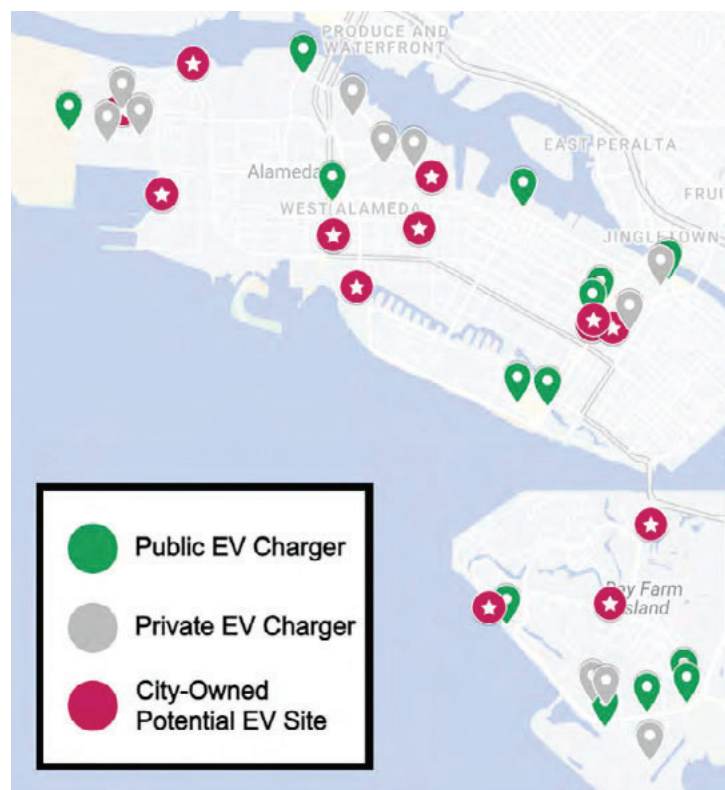 PRODUCE AND
WATERFRONT
EAST PERALTA
Alameda
FRUI
WEST ALAMEDA
JINGLETOWN
Public EV Charger
Bay Farm
Island
Private EV Charger
City-Owned
Potential EV Site